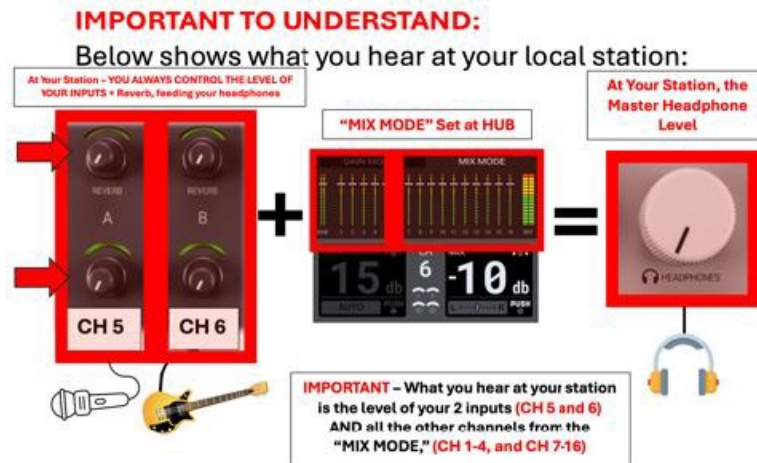 IMPORTANT TO UNDERSTAND:
Below shows what you hear at your local station:
At Your Station – YOU ALWAYS CONTROL THE LEVEL OF
YOUR INPUTS + Reverb, feeding your headphones
REVERB
REVERB
A
B
CH 5
CH 6
+
"MIX MODE" Set at HUB
MIX MODE
15 db
AUTO
PUSH
CH
6
MIX
-10 db
L R
PUSH
=
At Your Station, the
Master Headphone
Level
HEADPHONES
IMPORTANT – What you hear at your station
is the level of your 2 inputs (CH 5 and 6)
AND all the other channels from the
"MIX MODE," (CH 1-4, and CH 7-16)